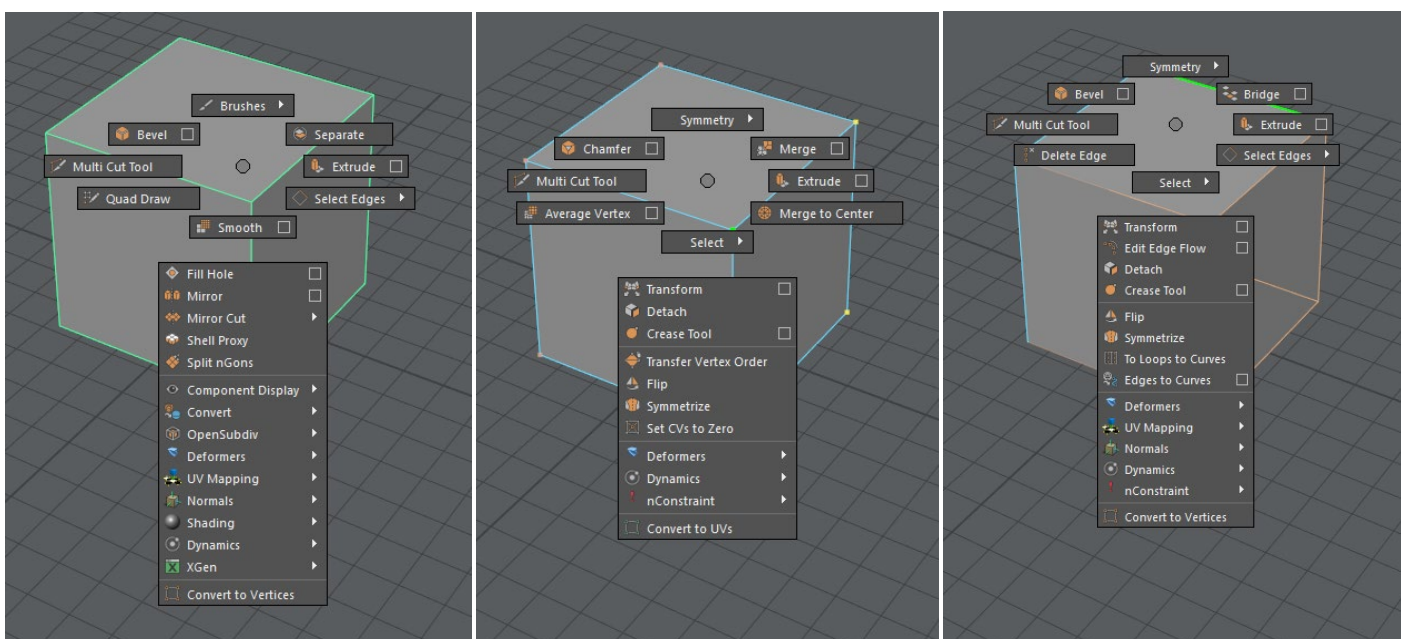 Brushes
Bevel
Separate
Multi Cut Tool
Extrude
Quad Draw
Select Edges
Smooth
Fill Hole
Mirror
Mirror Cut
Shell Proxy
Split nGons
Component Display
Convert
OpenSubdiv
Deformers
UV Mapping
Normals
Shading
Dynamics
XGen
Convert to Vertices
Symmetry
Chamfer
Merge
Multi Cut Tool
Extrude
Average Vertex
Merge to Center
Select
Transform
Detach
Crease Tool
Transfer Vertex Order
Flip
Symmetrize
Set CVs to Zero
Deformers
Dynamics
nConstraint
Convert to UVs
Symmetry
Bevel
Bridge
Multi Cut Tool
Extrude
Delete Edge
Select Edges
Select
Transform
Edit Edge Flow
Detach
Crease Tool
Flip
Symmetrize
To Loops to Curves
Edges to Curves
Deformers
UV Mapping
Normals
Dynamics
nConstraint
Convert to Vertices